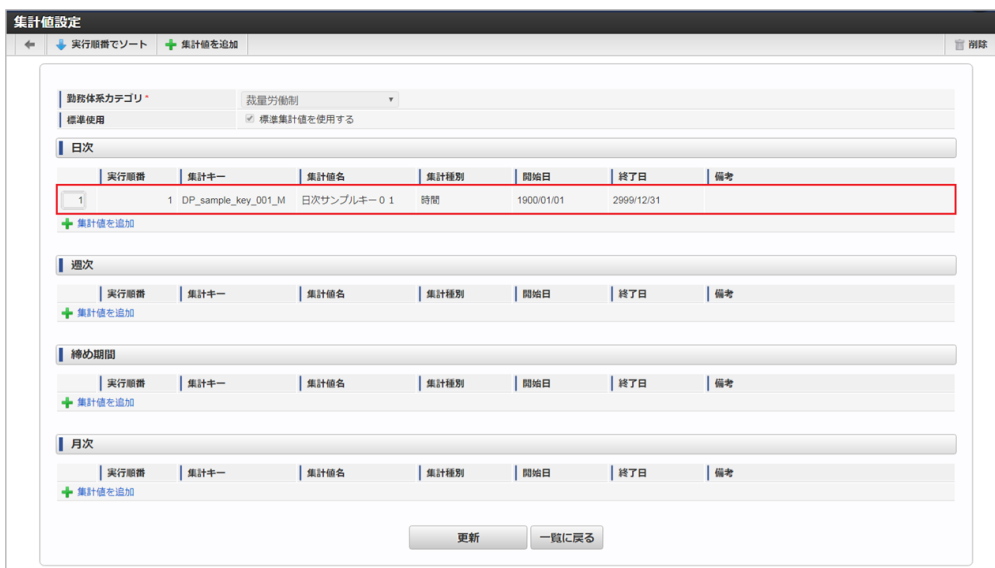 集計値設定
実行順番でソート 集計値を追加 削除
勤務体系カテゴリ* 裁量労働制
標準使用 標準集計値を使用する
日次
実行順番 集計キー 集計値名 集計種別 開始日 終了日 備考
1 1 DP_sample_key_001_M 日次サンプルキー０１ 時間 1900/01/01 2999/12/31
集計値を追加
週次
実行順番 集計キー 集計値名 集計種別 開始日 終了日 備考
集計値を追加
締め期間
実行順番 集計キー 集計値名 集計種別 開始日 終了日 備考
集計値を追加
月次
実行順番 集計キー 集計値名 集計種別 開始日 終了日 備考
集計値を追加
更新 一覧に戻る